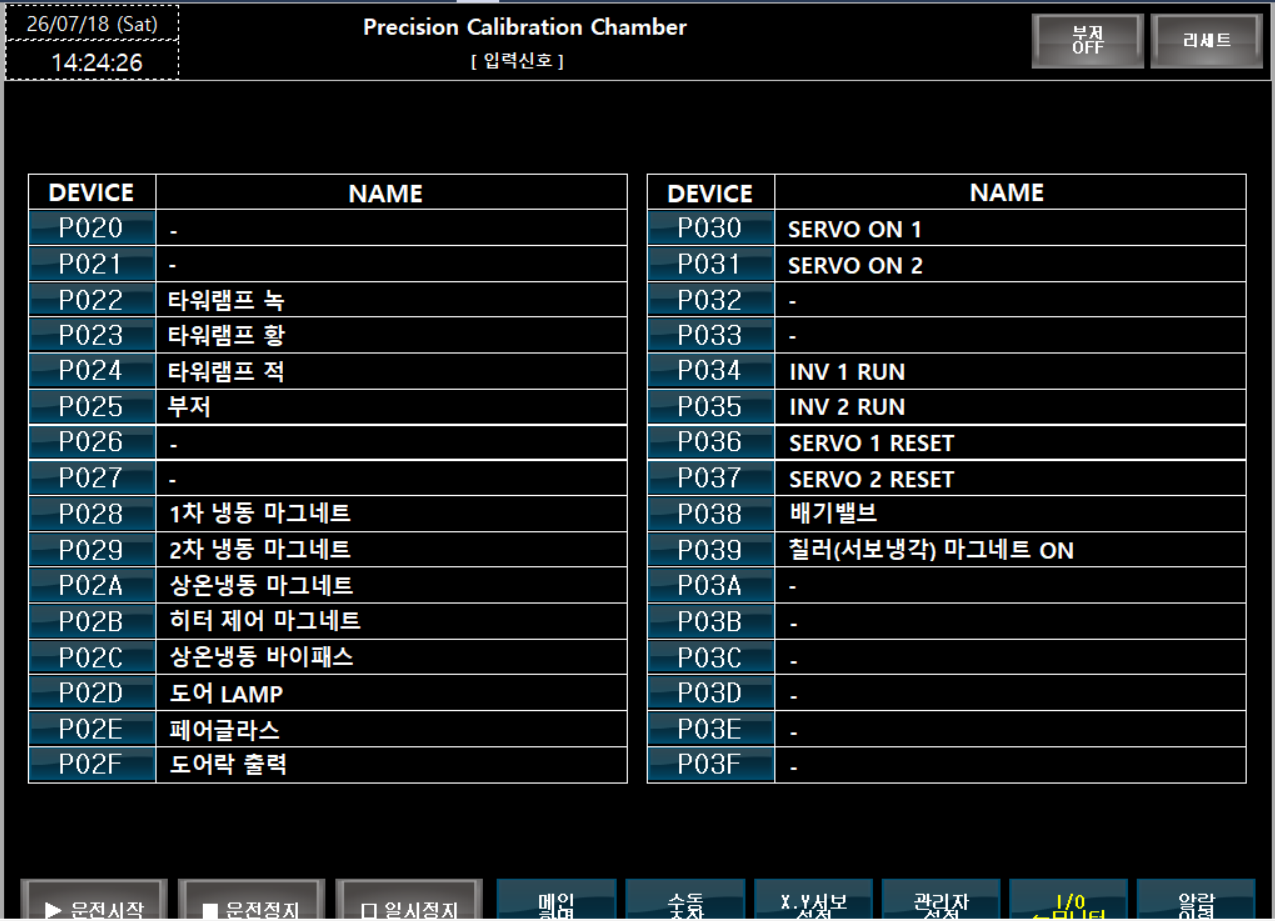 26/07/18 (Sat)
14:24:26
Precision Calibration Chamber
[ 입력신호 ]
부저
OFF
리세트
DEVICE NAME
P020 -
P021 -
P022 타워램프 녹
P023 타워램프 황
P024 타워램프 적
P025 부저
P026 -
P027 -
P028 1차 냉동 마그네트
P029 2차 냉동 마그네트
P02A 상온냉동 마그네트
P02B 히터 제어 마그네트
P02C 상온냉동 바이패스
P02D 도어 LAMP
P02E 페어글라스
P02F 도어락 출력
DEVICE NAME
P030 SERVO ON 1
P031 SERVO ON 2
P032 -
P033 -
P034 INV 1 RUN
P035 INV 2 RUN
P036 SERVO 1 RESET
P037 SERVO 2 RESET
P038 배기밸브
P039 칠러(서보냉각) 마그네트 ON
P03A -
P03B -
P03C -
P03D -
P03E -
P03F -
▶ 운전시작
■ 운전정지
□ 일시정지
메인
수동
X.Y서보
관리자
I/0
알람